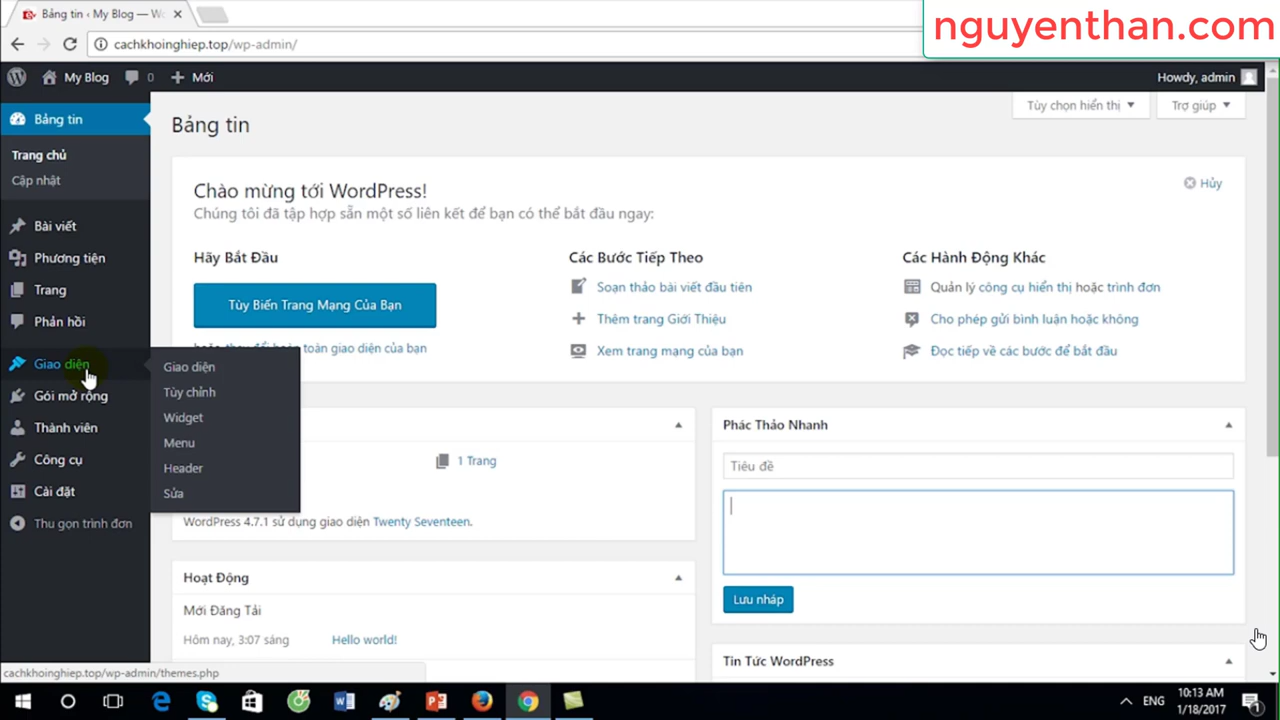 Bảng tin ‹ My Blog — Wo
nguyenthan.com
cachkhoinghiep.top/wp-admin/
My Blog 0 Mới
Howdy, admin
Bảng tin
Trang chủ
Cập nhật
Bài viết
Phương tiện
Trang
Phản hồi
Giao diện
Gói mở rộng
Thành viên
Công cụ
Cài đặt
Thu gọn trình đơn
Giao diện
Tùy chỉnh
Widget
Menu
Header
Sửa
Tùy chọn hiển thị
Trợ giúp
Bảng tin
Chào mừng tới WordPress!
Hủy
Chúng tôi đã tập hợp sẵn một số liên kết để bạn có thể bắt đầu ngay:
Hãy Bắt Đầu
Tùy Biến Trang Mạng Của Bạn
hoặc thay đổi hoàn toàn giao diện của bạn
Các Bước Tiếp Theo
Soạn thảo bài viết đầu tiên
Thêm trang Giới Thiệu
Xem trang mạng của bạn
Các Hành Động Khác
Quản lý công cụ hiển thị hoặc trình đơn
Cho phép gửi bình luận hoặc không
Đọc tiếp về các bước để bắt đầu
1 Trang
WordPress 4.7.1 sử dụng giao diện Twenty Seventeen.
Hoạt Động
Mới Đăng Tải
Hôm nay, 3:07 sáng Hello world!
Phác Thảo Nhanh
Tiêu đề
Lưu nháp
Tin Tức WordPress
cachkhoinghiep.top/wp-admin/themes.php
ENG
10:13 AM
1/18/2017